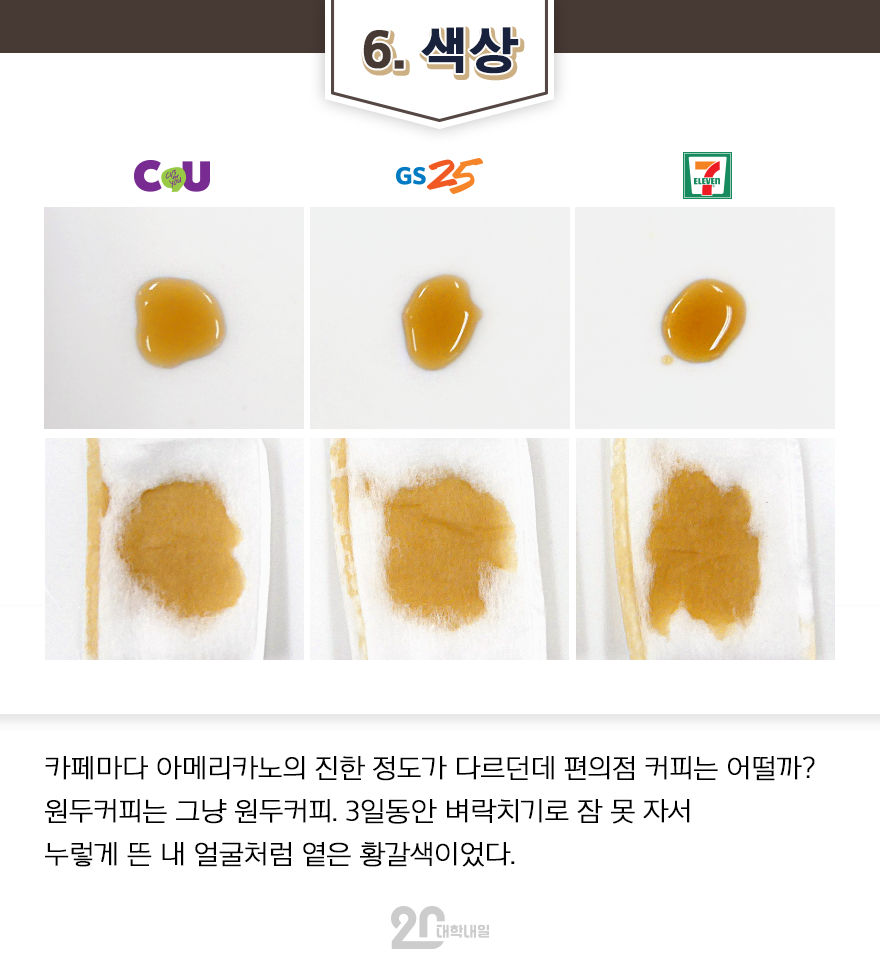 6. 색상
CU
GS25
7 ELEVEN
카페마다 아메리카노의 진한 정도가 다르던데 편의점 커피는 어떨까?
원두커피는 그냥 원두커피. 3일동안 벼락치기로 잠 못 자서
누렇게 뜬 내 얼굴처럼 옅은 황갈색이었다.
20 대학내일